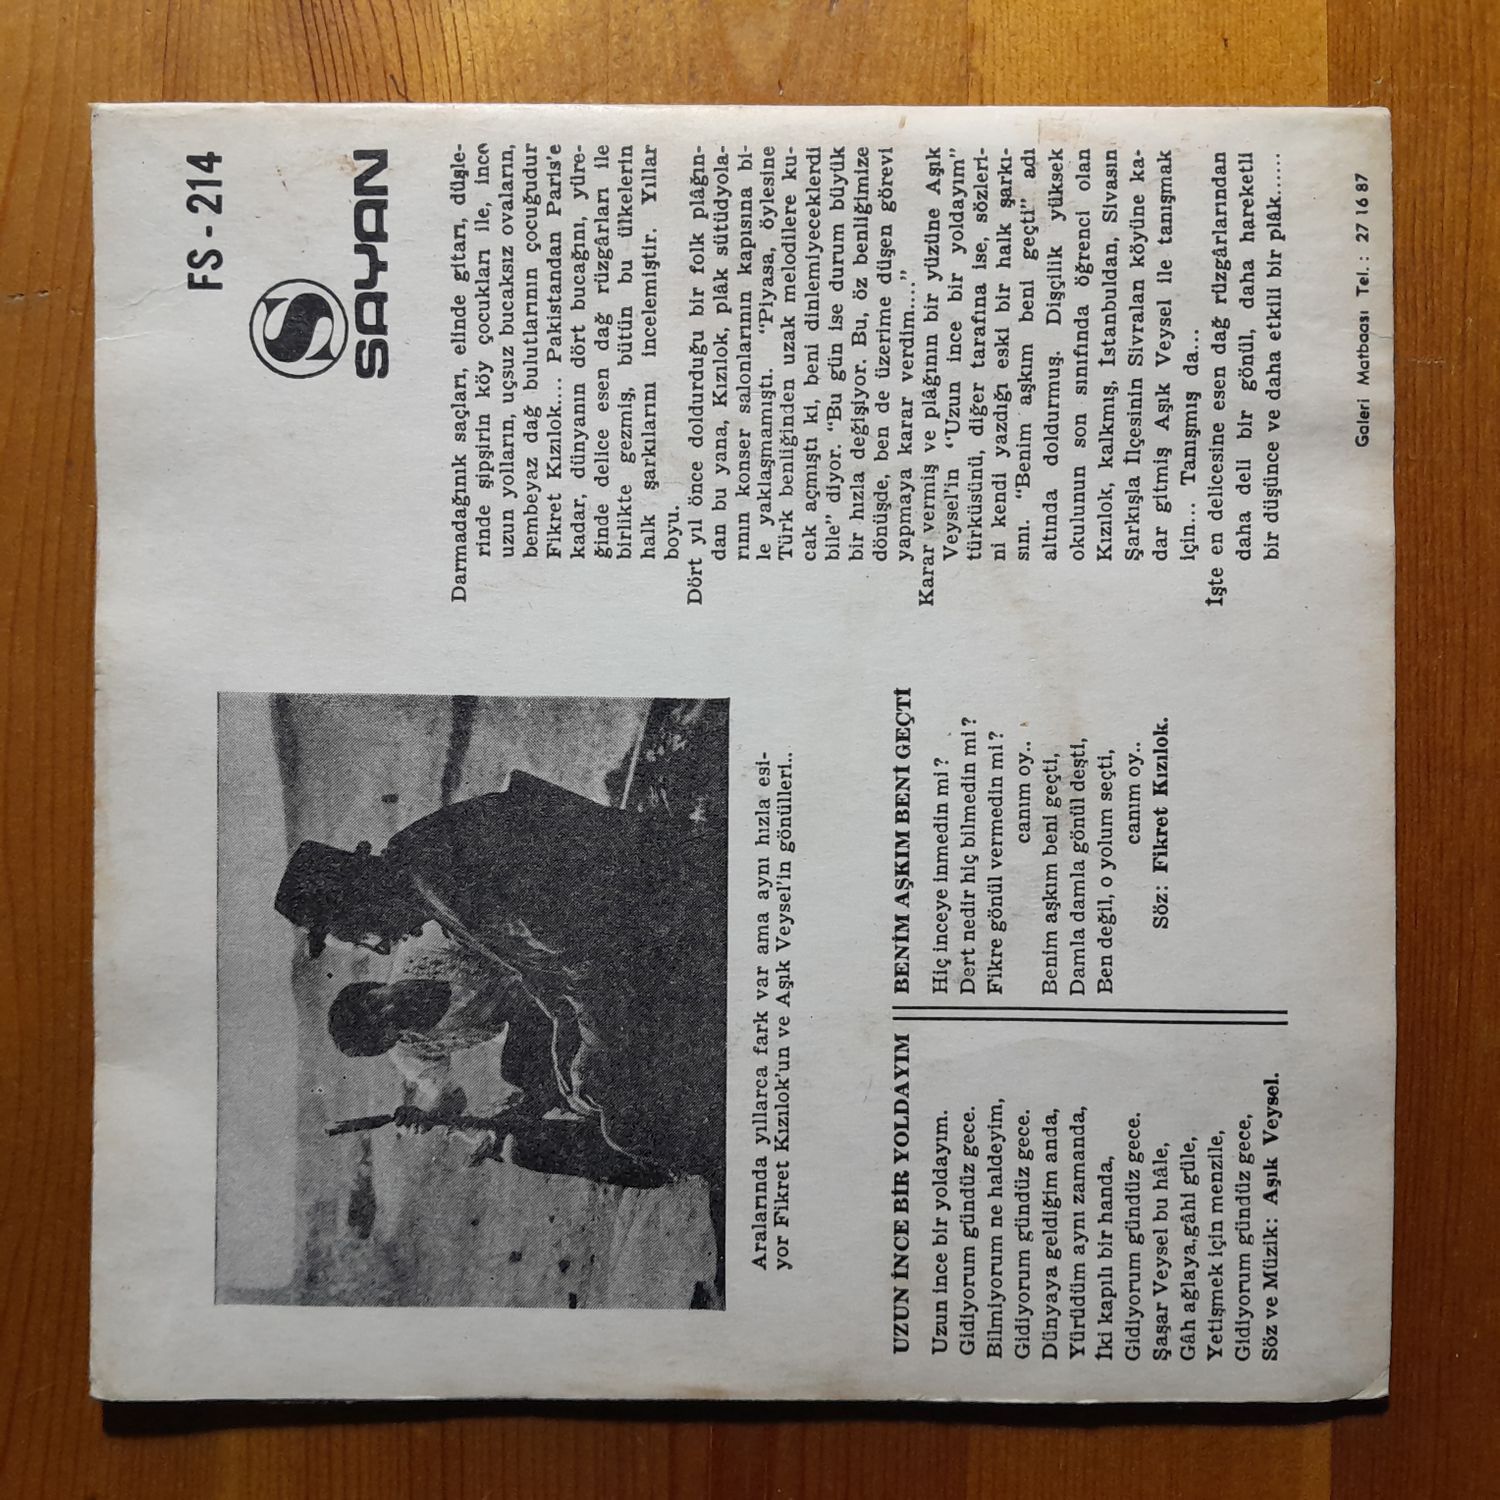 FS - 214
S
SAYAN
Aralarında yıllarca fark var ama aynı hızla esi-
yor Fikret Kızılok'un ve Aşık Veysel'in gönülleri..
UZUN İNCE BİR YOLDAYIM
Uzun ince bir yoldayım.
Gidiyorum gündüz gece.
Bilmiyorum ne haldeyim,
Gidiyorum gündüz gece.
Dünyaya geldiğim anda,
Yürüdüm aynı zamanda,
İki kapılı bir handa,
Gidiyorum gündüz gece.
Şaşar Veysel bu hâle,
Gâh ağlaya,gâhi güle,
Yetişmek için menzile,
Gidiyorum gündüz gece,
Söz ve Müzik: Aşık Veysel.
BENİM AŞKIM BENİ GEÇTİ
Hiç inceye inmedin mi?
Dert nedir hiç bilmedin mi?
Fikre gönül vermedin mi?
canım oy..
Benim aşkım beni geçti,
Damla damla gönül deşti,
Ben değil, o yolum seçti,
canım oy..
Söz: Fikret Kızılok.
Darmadağınık saçları, elinde gitarı, düşle-
rinde şipşirin köy çocukları ile, ince
uzun yolların, uçsuz bucaksız ovaların,
bembeyaz dağ bulutlarının çocuğudur
Fikret Kızılok... Pakistandan Paris'e
kadar, dünyanın dört bucağını, yüre-
ğinde delice esen dağ rüzgârları ile
birlikte gezmiş, bütün bu ülkelerin
halk şarkılarını incelemiştir. Yıllar
boyu.
Dört yıl önce doldurduğu bir folk plâğın-
dan bu yana, Kızılok, plâk sütüdyola-
rının konser salonlarının kapısına bi-
le yaklaşmamıştı. "Piyasa, öylesine
Türk benliğinden uzak melodilere ku-
cak açmıştı ki, beni dinlemiyeceklerdi
bile" diyor. "Bu gün ise durum büyük
bir hızla değişiyor. Bu, öz benliğimize
dönüşde, ben de üzerime düşen görevi
yapmaya karar verdim...."
Karar vermiş ve plâğının bir yüzüne Aşık
Veysel'in "Uzun ince bir yoldayım"
türküsünü, diğer tarafına ise, sözleri-
ni kendi yazdığı eski bir halk şarkı-
sını. "Benim aşkım beni geçti" adı
altında doldurmuş. Dişçilik yüksek
okulunun son sınıfında öğrenci olan
Kızılok, kalkmış, İstanbuldan, Sivasın
Şarkışla İlçesinin Sivralan köyüne ka-
dar gitmiş Aşık Veysel ile tanışmak
için... Tanışmış da...
İşte en delicesine esen dağ rüzgârlarından
daha deli bir gönül, daha hareketli
bir düşünce ve daha etkili bir plâk......
Galeri Matbaası Tel.: 27 16 87